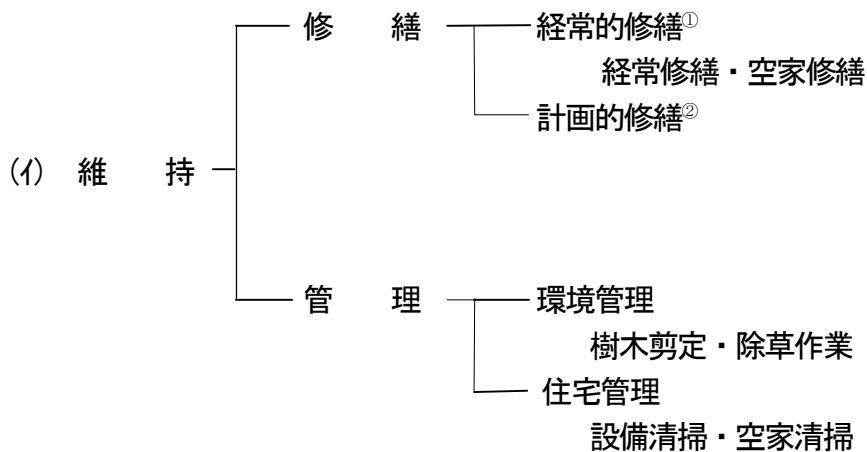 修　繕　経常的修繕①
経常修繕・空家修繕
計画的修繕②
(ｲ)　維　持
管　理　環境管理
樹木剪定・除草作業
住宅管理
設備清掃・空家清掃